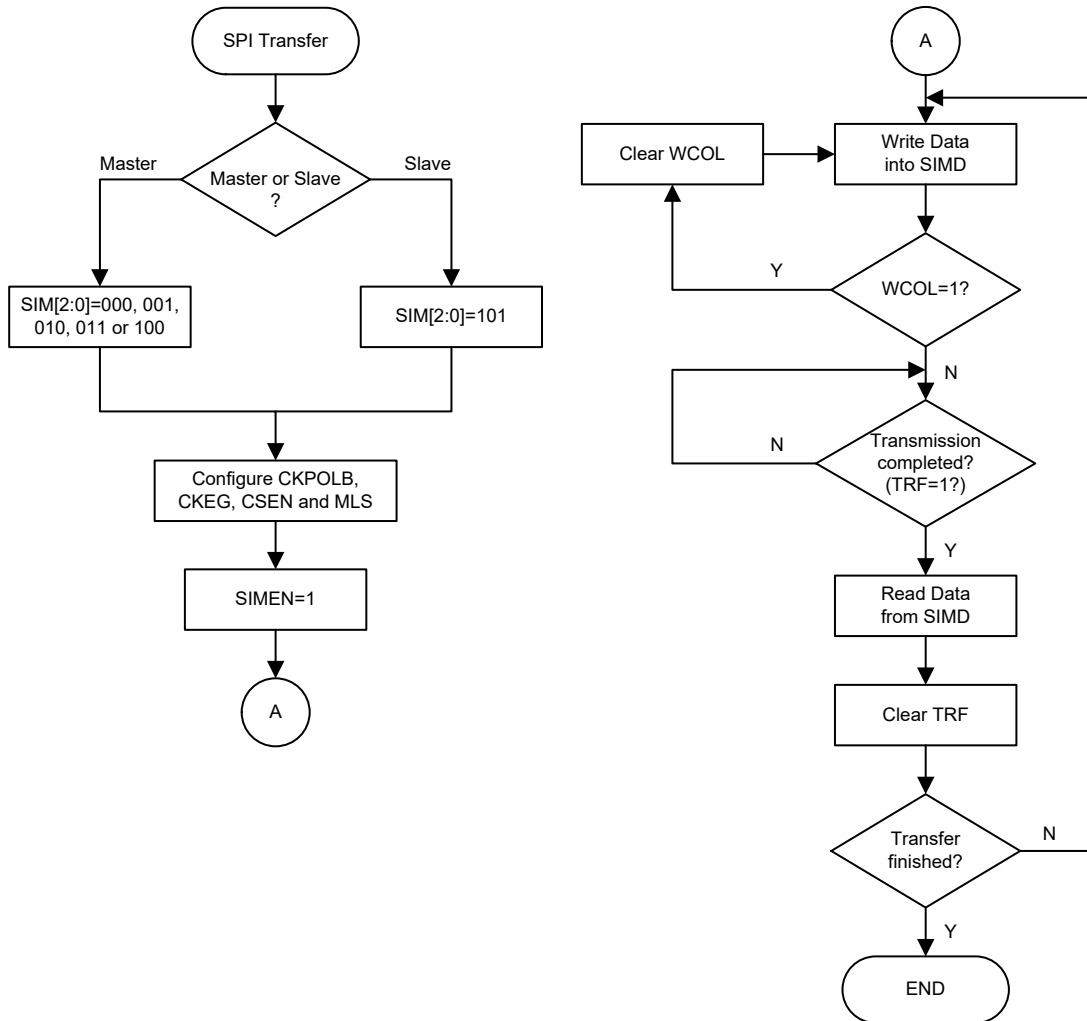 SPI Transfer
Master
Slave
Master or Slave
?
SIM[2:0]=000, 001,
010, 011 or 100
SIM[2:0]=101
Configure CKPOLB,
CKEG, CSEN and MLS
SIMEN=1
A
A
Clear WCOL
Write Data
into SIMD
Y
WCOL=1?
N
N
Transmission
completed?
(TRF=1?)
Y
Read Data
from SIMD
Clear TRF
Transfer
finished?
N
Y
END